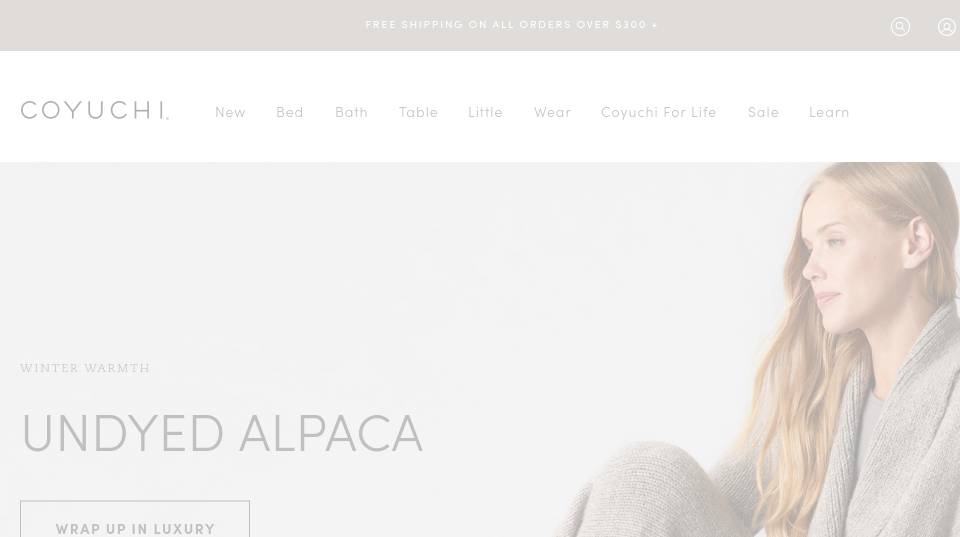 FREE SHIPPING ON ALL ORDERS OVER $300 +
COYUCHI.
New
Bed
Bath
Table
Little
Wear
Coyuchi For Life
Sale
Learn
WINTER WARMTH
UNDYED ALPACA
WRAP UP IN LUXURY